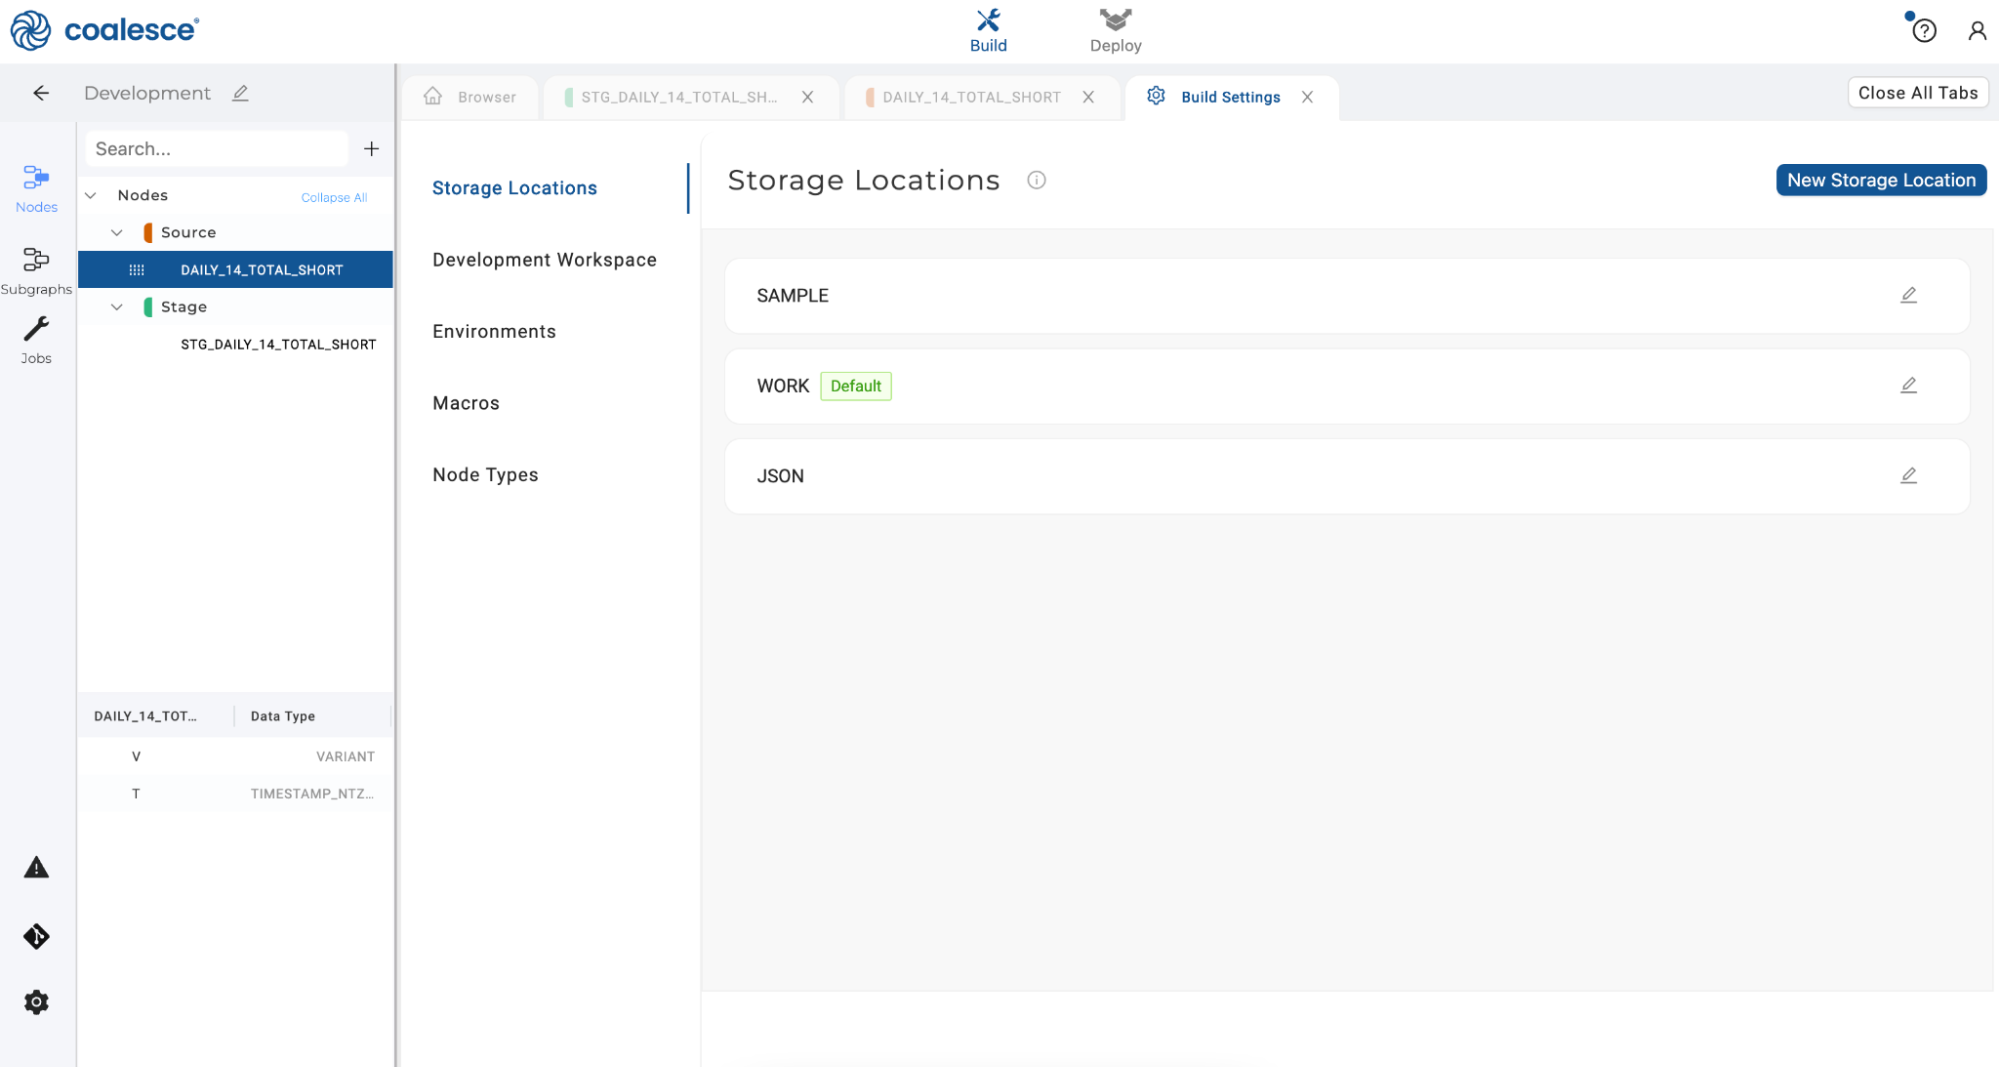 coalesce
Build
Deploy
Development
Browser
STG_DAILY_14_TOTAL_SH...
DAILY_14_TOTAL_SHORT
Build Settings
Close All Tabs
Search...
Nodes
Subgraphs
Jobs
Nodes
Collapse All
Source
DAILY_14_TOTAL_SHORT
Stage
STG_DAILY_14_TOTAL_SHORT
DAILY_14_TOT...
Data Type
V
VARIANT
T
TIMESTAMP_NTZ...
Storage Locations
Development Workspace
Environments
Macros
Node Types
Storage Locations
New Storage Location
SAMPLE
WORK
Default
JSON